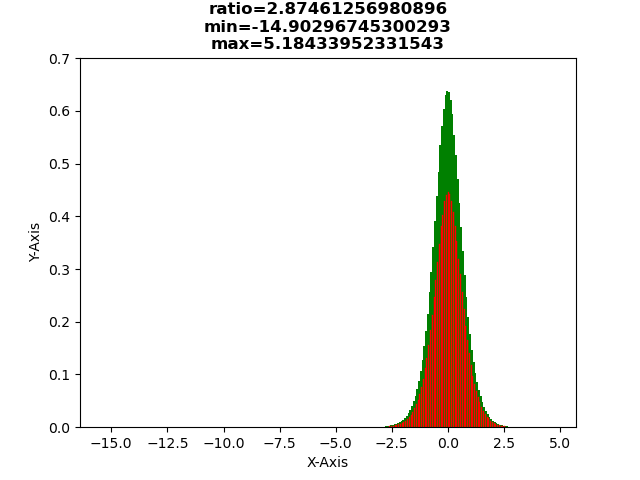 ratio=2.87461256980896
min=-14.90296745300293
max=5.18433952331543
0.7
0.6
0.5
0.4
0.3
0.2
0.1
0.0
Y-Axis
−15.0 −12.5 −10.0 −7.5 −5.0 −2.5 0.0 2.5 5.0
X-Axis